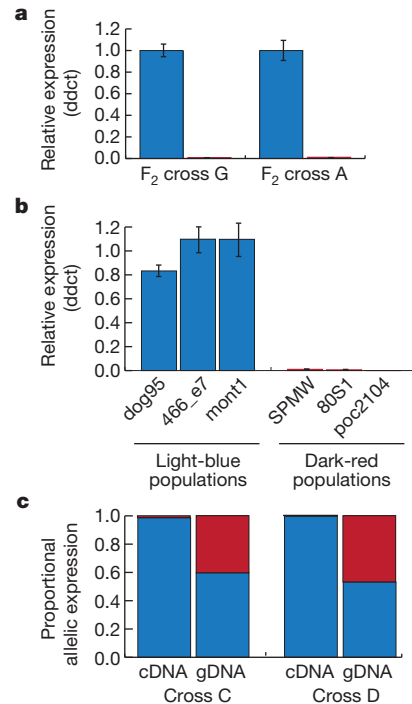 a
Relative expression
(ddct)
1.2
1.0
0.8
0.6
0.4
0.2
0.0
F₂ cross G
F₂ cross A
b
Relative expression
(ddct)
1.2
1.0
0.8
0.6
0.4
0.2
0.0
dog95
466_e7
mont1
SPMW
80S1
poc2104
Light-blue
populations
Dark-red
populations
c
Proportional
allelic expression
1.0
0.8
0.6
0.4
0.2
0.0
cDNA gDNA
cDNA gDNA
Cross C
Cross D